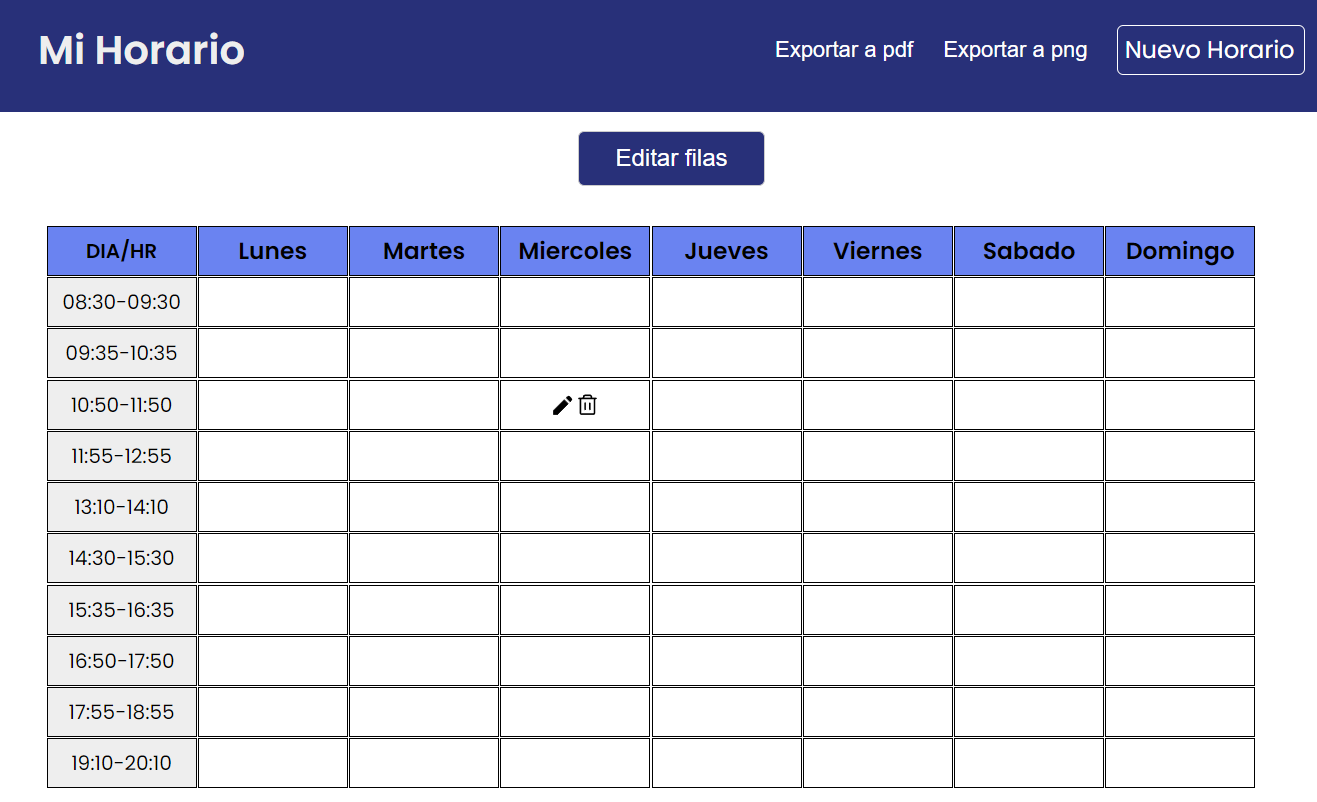 Mi Horario
Exportar a pdf Exportar a png Nuevo Horario
Editar filas
DIA/HR Lunes Martes Miercoles Jueves Viernes Sabado Domingo
08:30-09:30
09:35-10:35
10:50-11:50
11:55-12:55
13:10-14:10
14:30-15:30
15:35-16:35
16:50-17:50
17:55-18:55
19:10-20:10